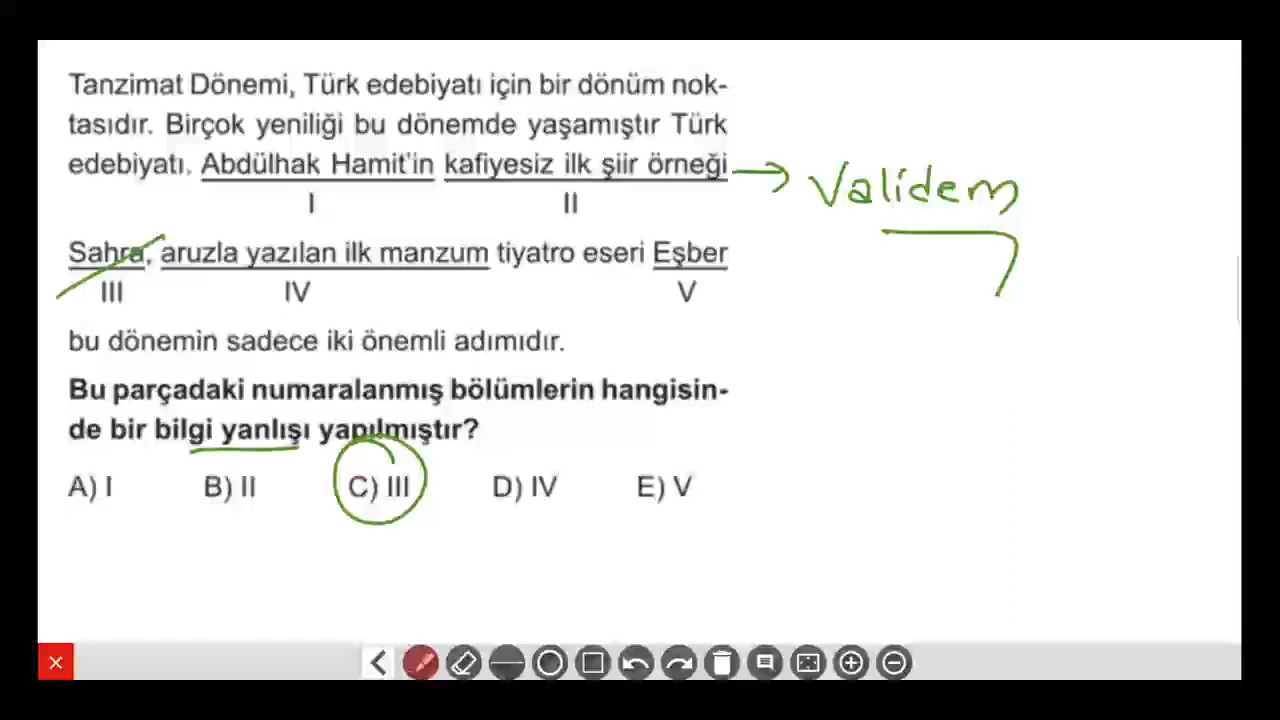 Tanzimat Dönemi, Türk edebiyatı için bir dönüm nok-
tasıdır. Birçok yeniliği bu dönemde yaşamıştır Türk
edebiyatı. Abdülhak Hamit'in kafiyesiz ilk şiir örneği → Validem
I II
Sahra, aruzla yazılan ilk manzum tiyatro eseri Eşber
III IV V
bu dönemin sadece iki önemli adımıdır.
Bu parçadaki numaralanmış bölümlerin hangisin-
de bir bilgi yanlışı yapılmıştır?
A) I B) II C) III D) IV E) V